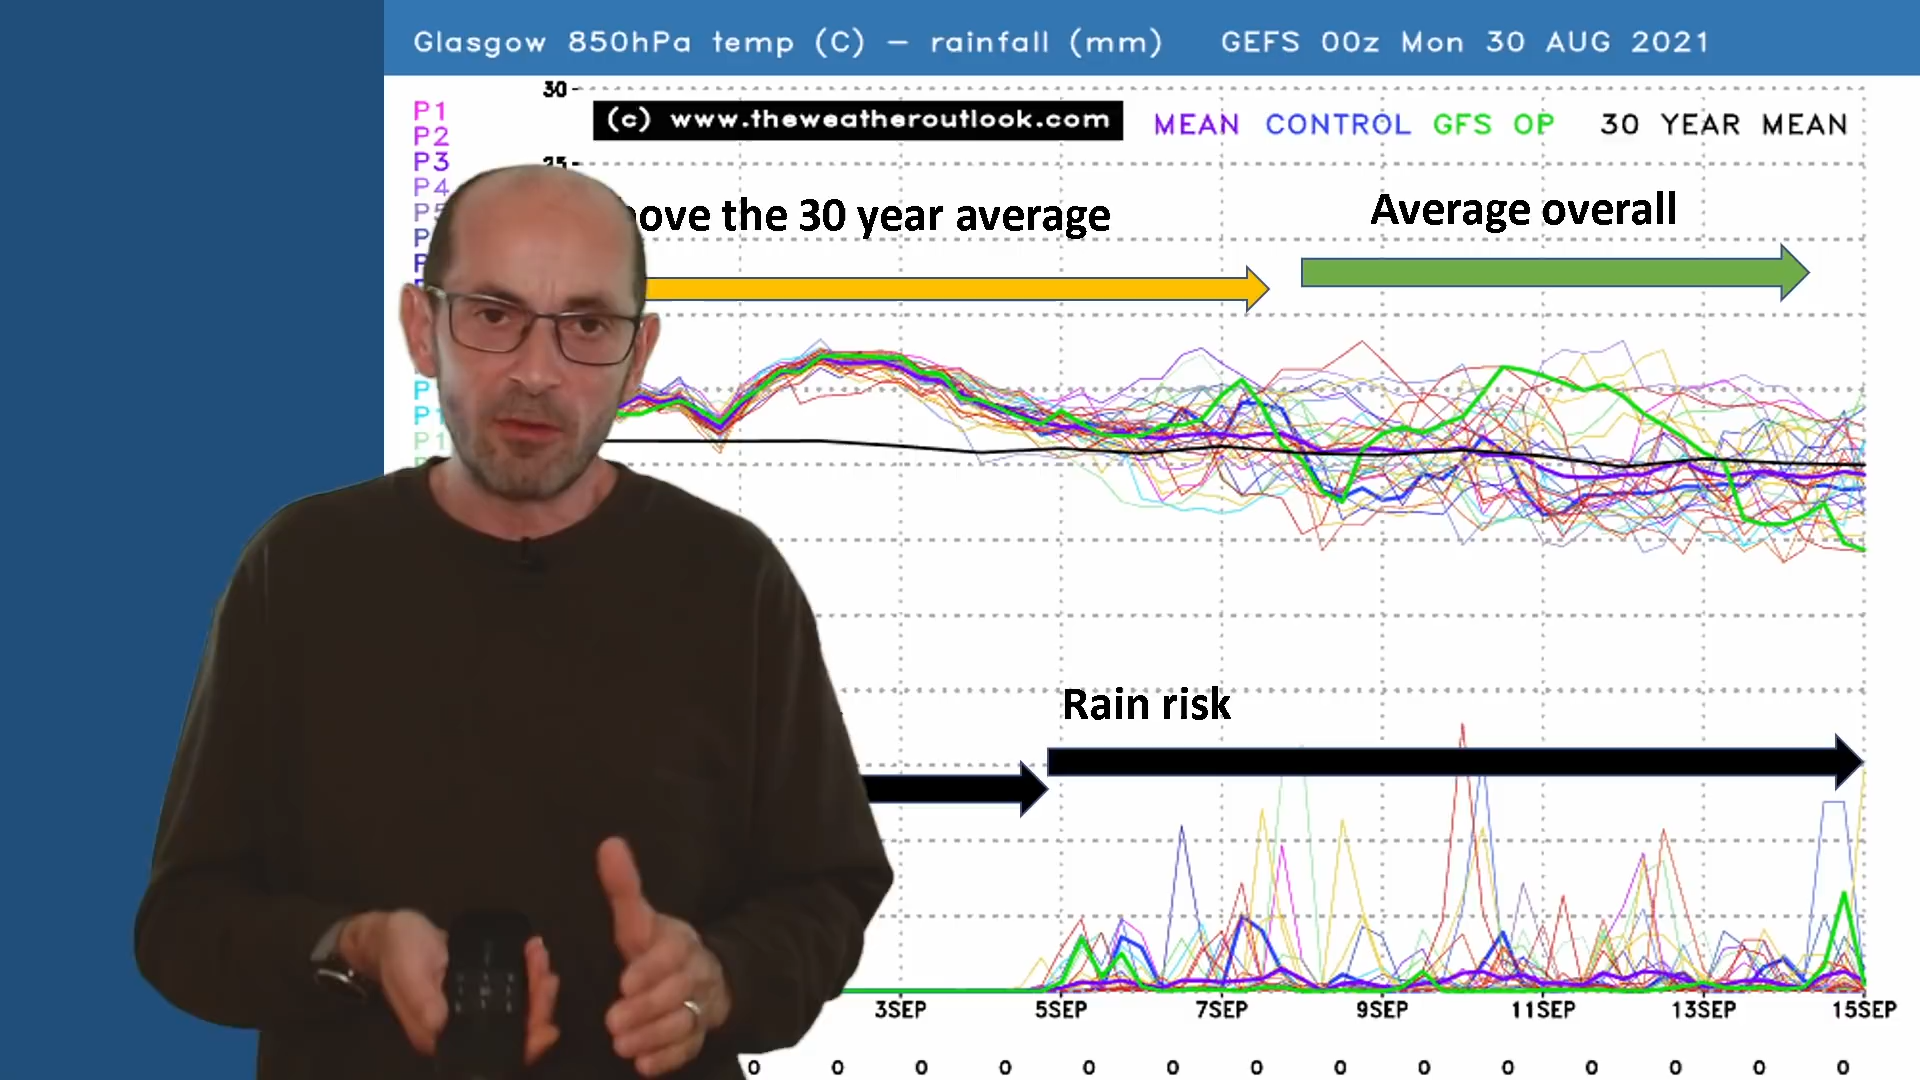 Glasgow 850hPa temp (C) – rainfall (mm) GEFS 00z Mon 30 AUG 2021
30
(c) www.theweatheroutlook.com
MEAN CONTROL GFS OP 30 YEAR MEAN
P1
P2
P3
P4
the 30 year average
Average overall
Rain risk
3SEP 5SEP 7SEP 9SEP 11SEP 13SEP 15SEP
0 0 0 0 0 0 0 0 0 0 0 0 0 0